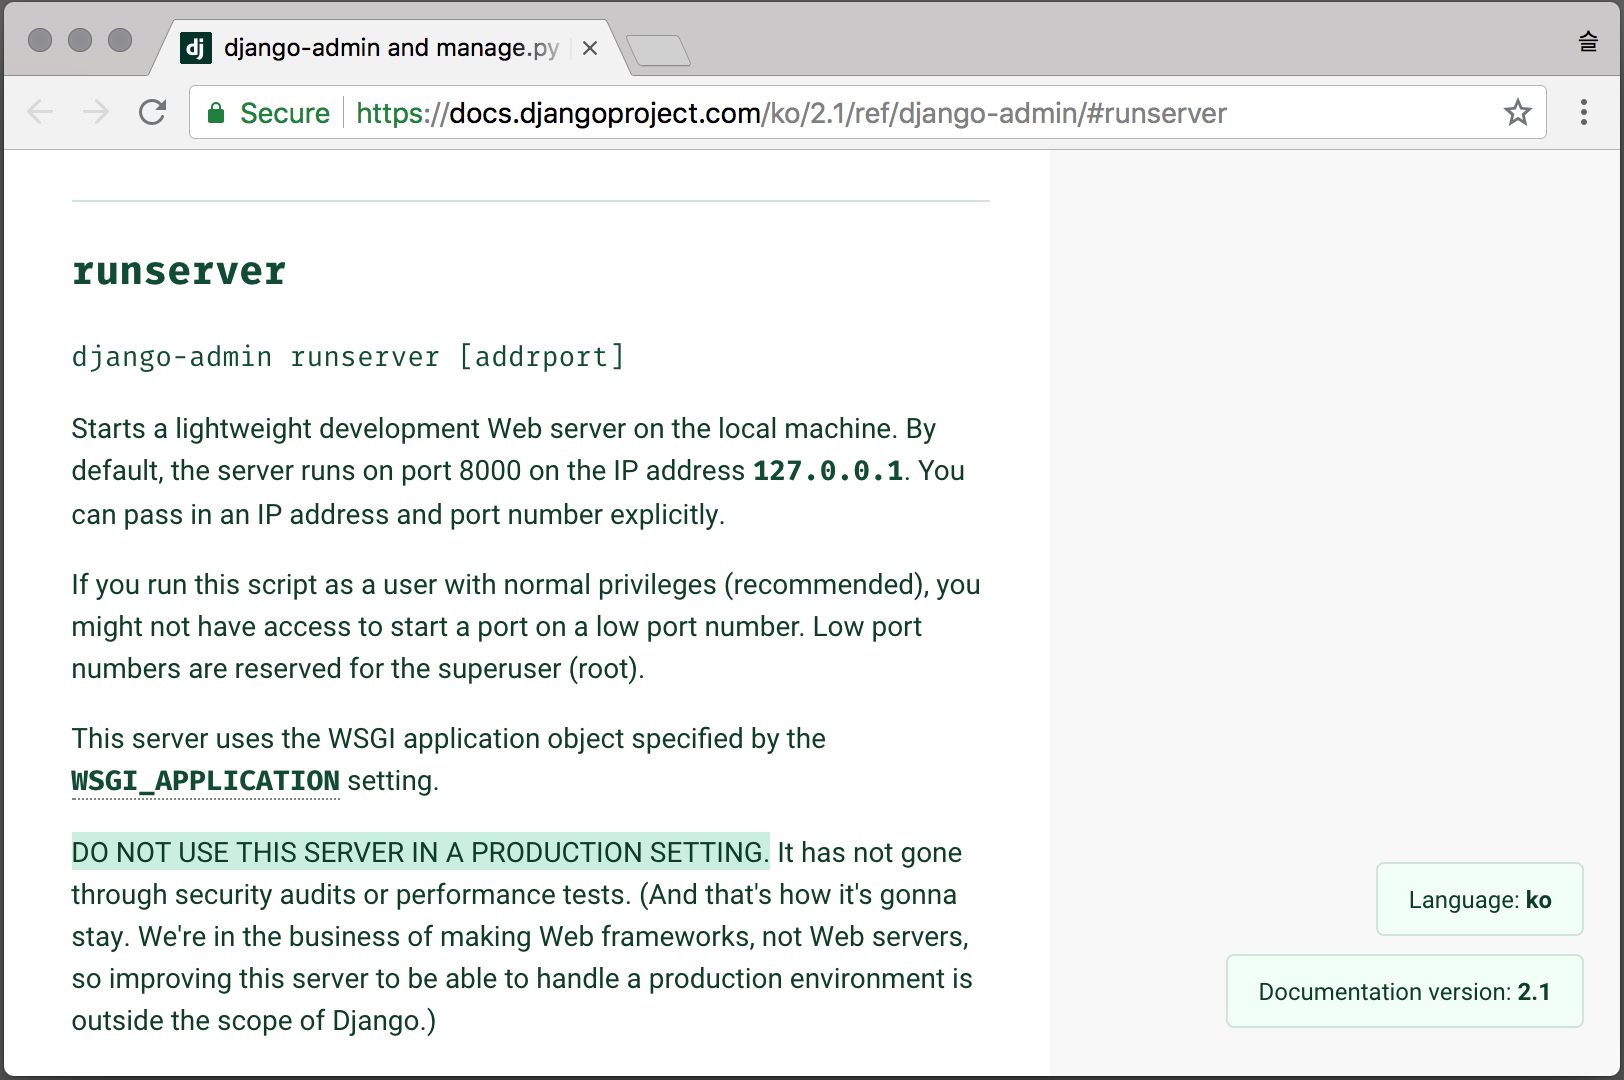 dj django-admin and manage.py
슬
Secure https://docs.djangoproject.com/ko/2.1/ref/django-admin/#runserver
runserver
django-admin runserver [addrport]
Starts a lightweight development Web server on the local machine. By
default, the server runs on port 8000 on the IP address 127.0.0.1. You
can pass in an IP address and port number explicitly.
If you run this script as a user with normal privileges (recommended), you
might not have access to start a port on a low port number. Low port
numbers are reserved for the superuser (root).
This server uses the WSGI application object specified by the
WSGI_APPLICATION setting.
DO NOT USE THIS SERVER IN A PRODUCTION SETTING. It has not gone
through security audits or performance tests. (And that's how it's gonna
stay. We're in the business of making Web frameworks, not Web servers,
so improving this server to be able to handle a production environment is
outside the scope of Django.)
Language: ko
Documentation version: 2.1